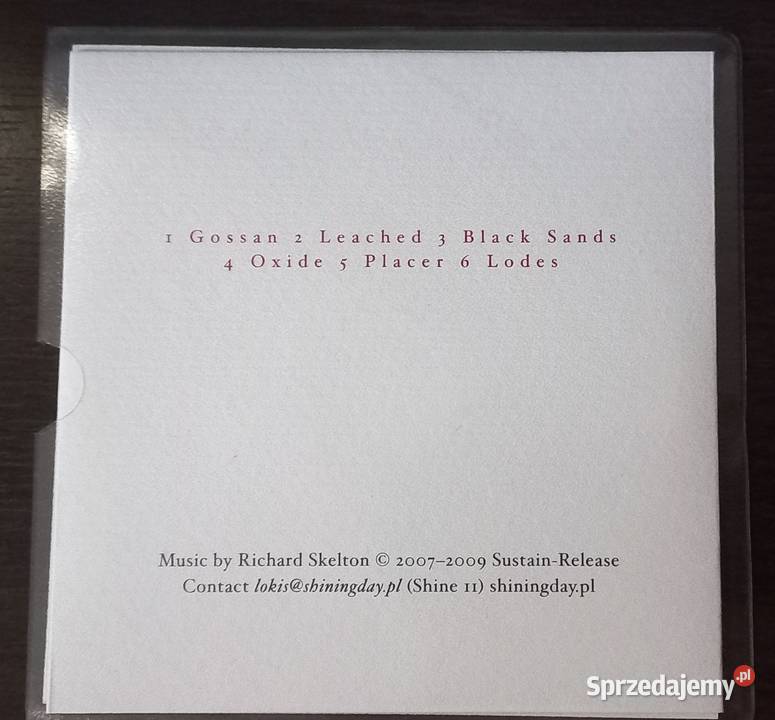 1 Gossan 2 Leached 3 Black Sands
4 Oxide 5 Placer 6 Lodes
Music by Richard Skelton © 2007–2009 Sustain-Release
Contact lokis@shiningday.pl (Shine 11) shiningday.pl
Sprzedajemy.pl